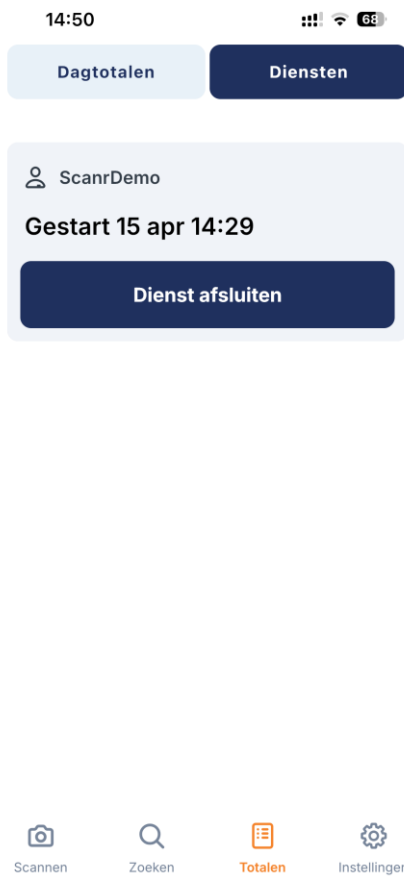 14:50
68
Dagtotalen
Diensten
ScanrDemo
Gestart 15 apr 14:29
Dienst afsluiten
Scannen
Zoeken
Totalen
Instellingen